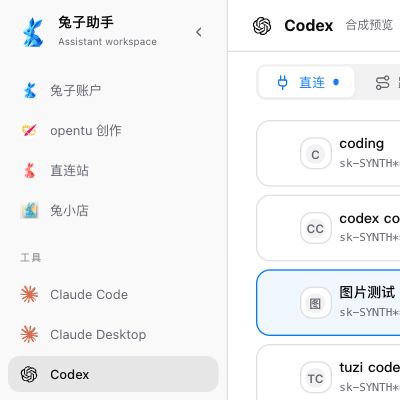 兔子助手
Assistant workspace
兔子账户
opentu 创作
直连站
兔小店
工具
Claude Code
Claude Desktop
Codex
Codex 合成预览
直连
C
coding
sk-SYNTH*
CC
codex co
sk-SYNTH*
图
图片测试
sk-SYNTH*
TC
tuzi code
sk-SYNTH*